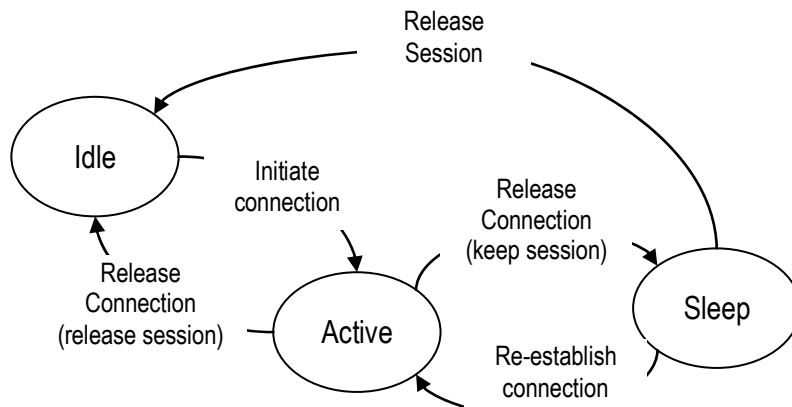 Release
Session
Idle
Initiate
connection
Release
Connection
(keep session)
Release
Connection
(release session)
Active
Sleep
Re-establish
connection